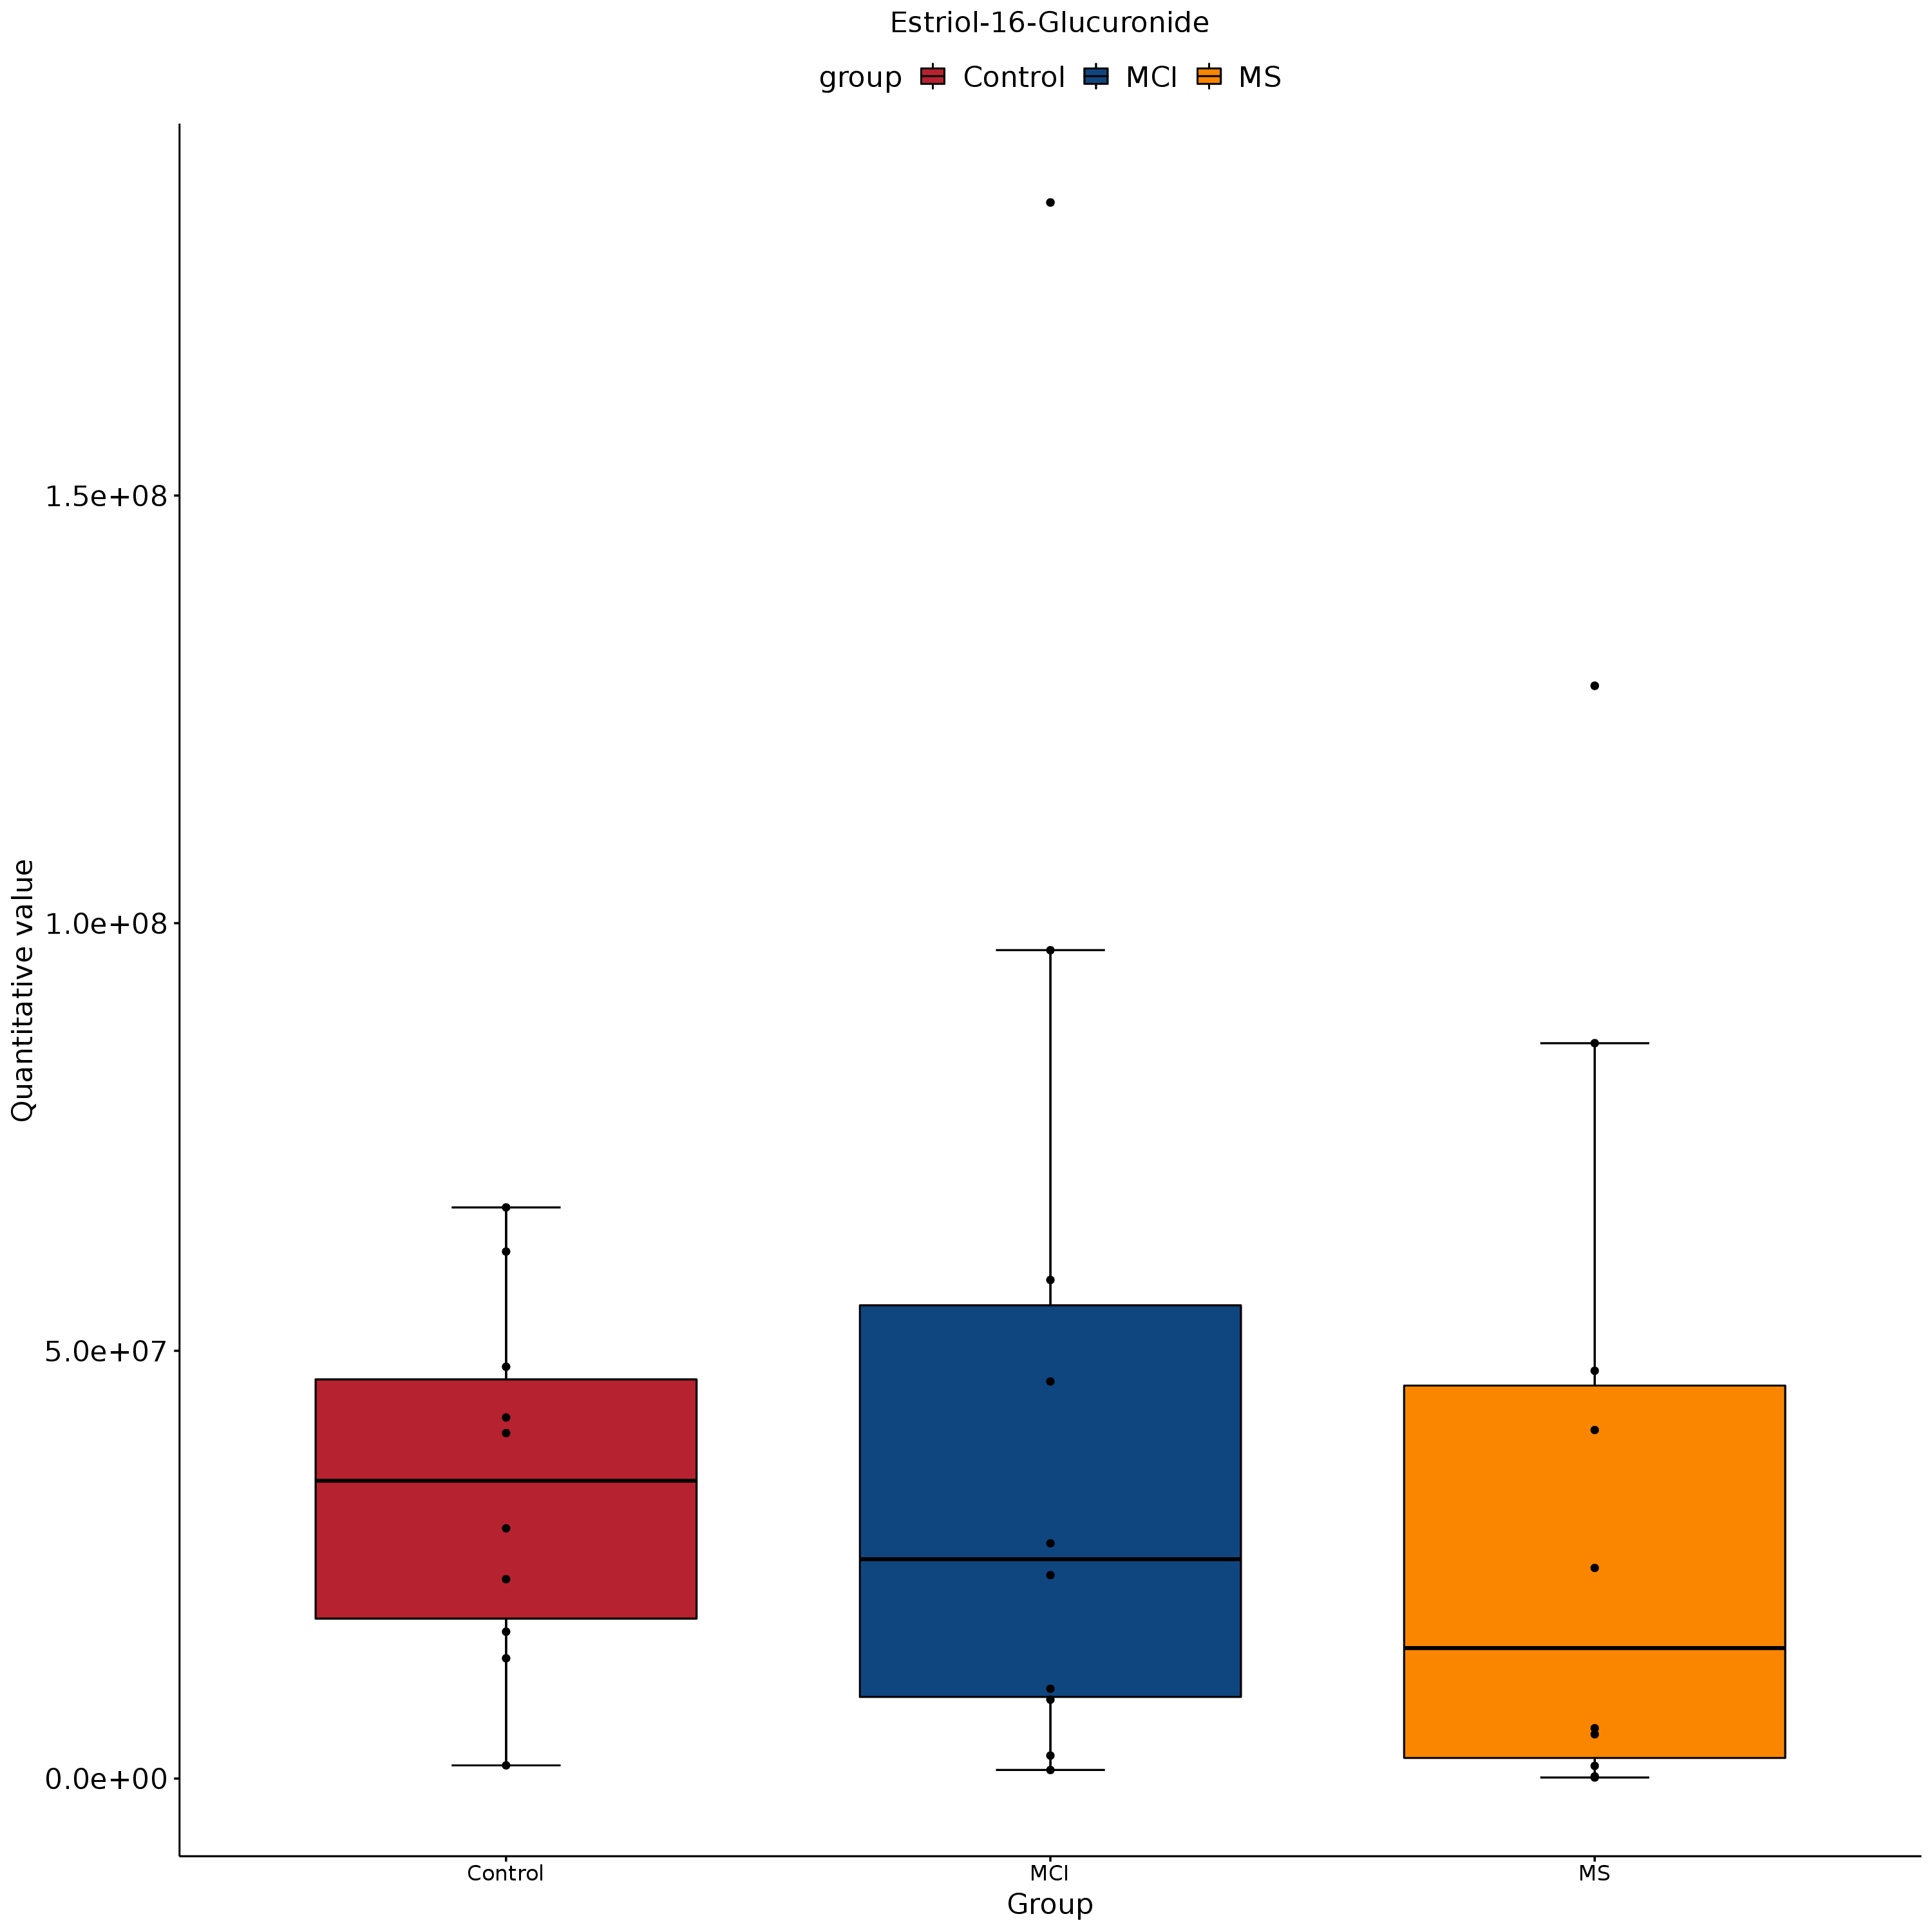 Estriol-16-Glucuronide
group Control MCI MS
Quantitative value
1.5e+08
1.0e+08
5.0e+07
0.0e+00
Control MCI MS
Group